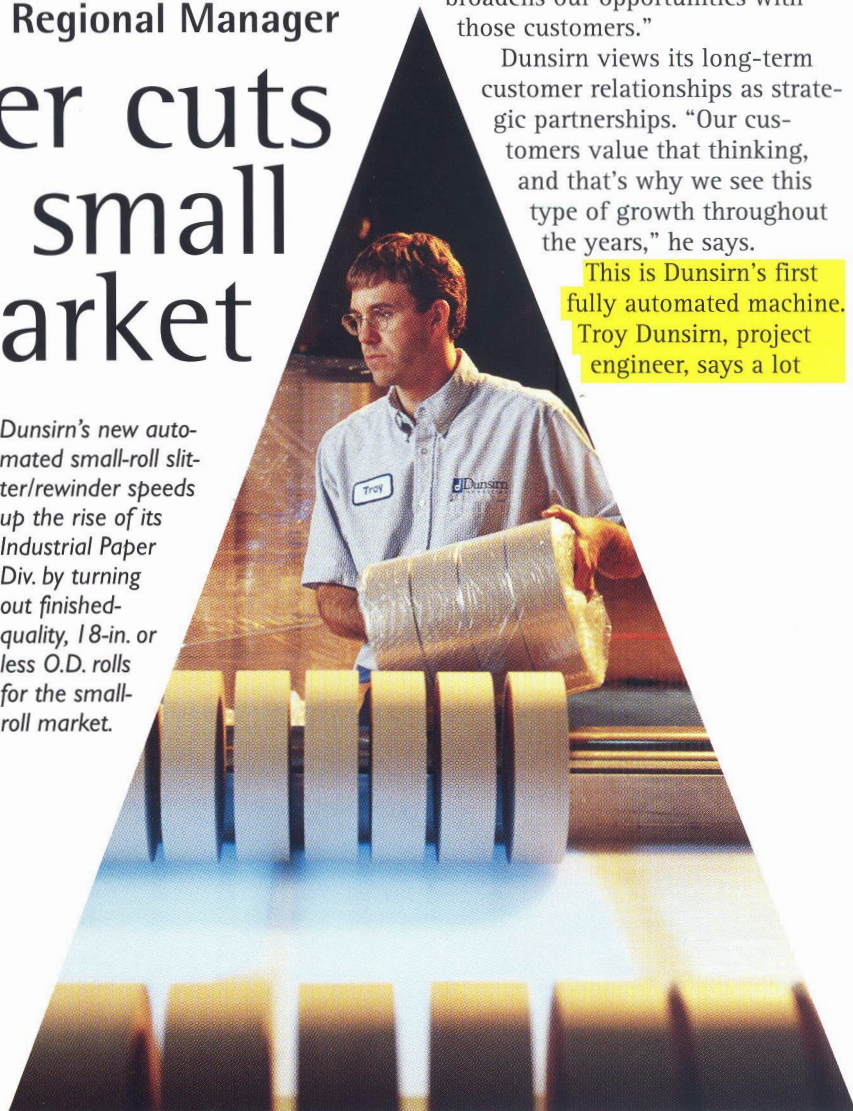 Regional Manager
er cuts
small
arket
Dunsirn's new auto-
mated small-roll slit-
ter/rewinder speeds
up the rise of its
Industrial Paper
Div. by turning
out finished-
quality, 18-in. or
less O.D. rolls
for the small-
roll market.
Troy
Dunsirn
broadens our opportunities with
those customers.”
Dunsirn views its long-term
customer relationships as strate-
gic partnerships. “Our cus-
tomers value that thinking,
and that's why we see this
type of growth throughout
the years,” he says.
This is Dunsirn's first
fully automated machine.
Troy Dunsirn, project
engineer, says a lot